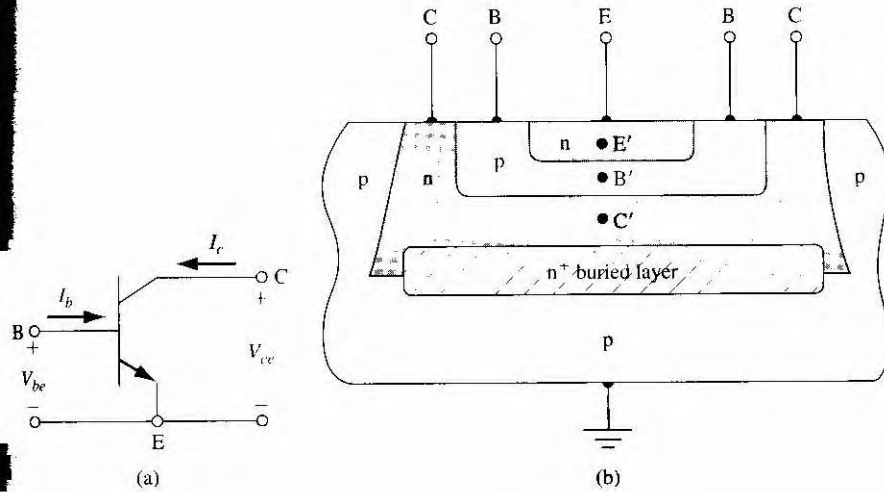 C B E B C
n E'
p B'
p n p
C'
n+ buried layer
p
I_c
C
+
I_b
B
+
V_ce
V_be
− −
E
(a) (b)